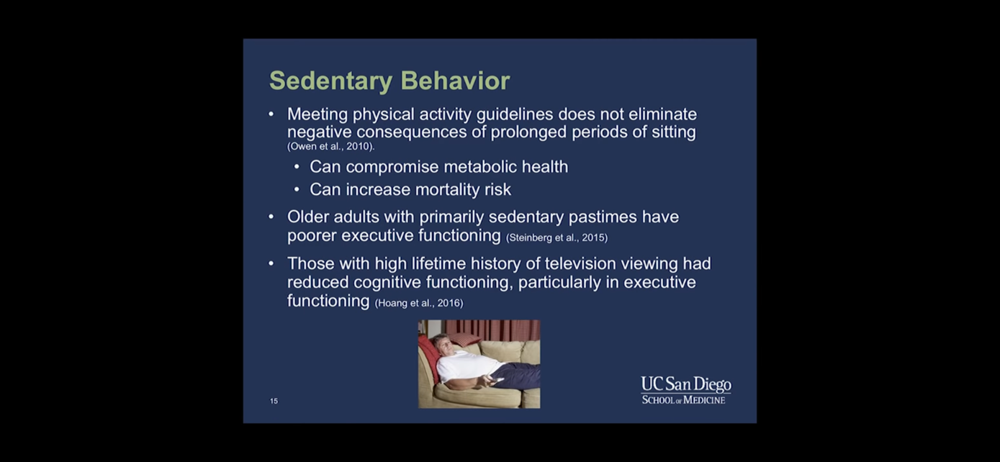 Sedentary Behavior
• Meeting physical activity guidelines does not eliminate
negative consequences of prolonged periods of sitting
(Owen et al., 2010).
• Can compromise metabolic health
• Can increase mortality risk
• Older adults with primarily sedentary pastimes have
poorer executive functioning (Steinberg et al., 2015)
• Those with high lifetime history of television viewing had
reduced cognitive functioning, particularly in executive
functioning (Hoang et al., 2016)
15
UC San Diego
SCHOOL OF MEDICINE